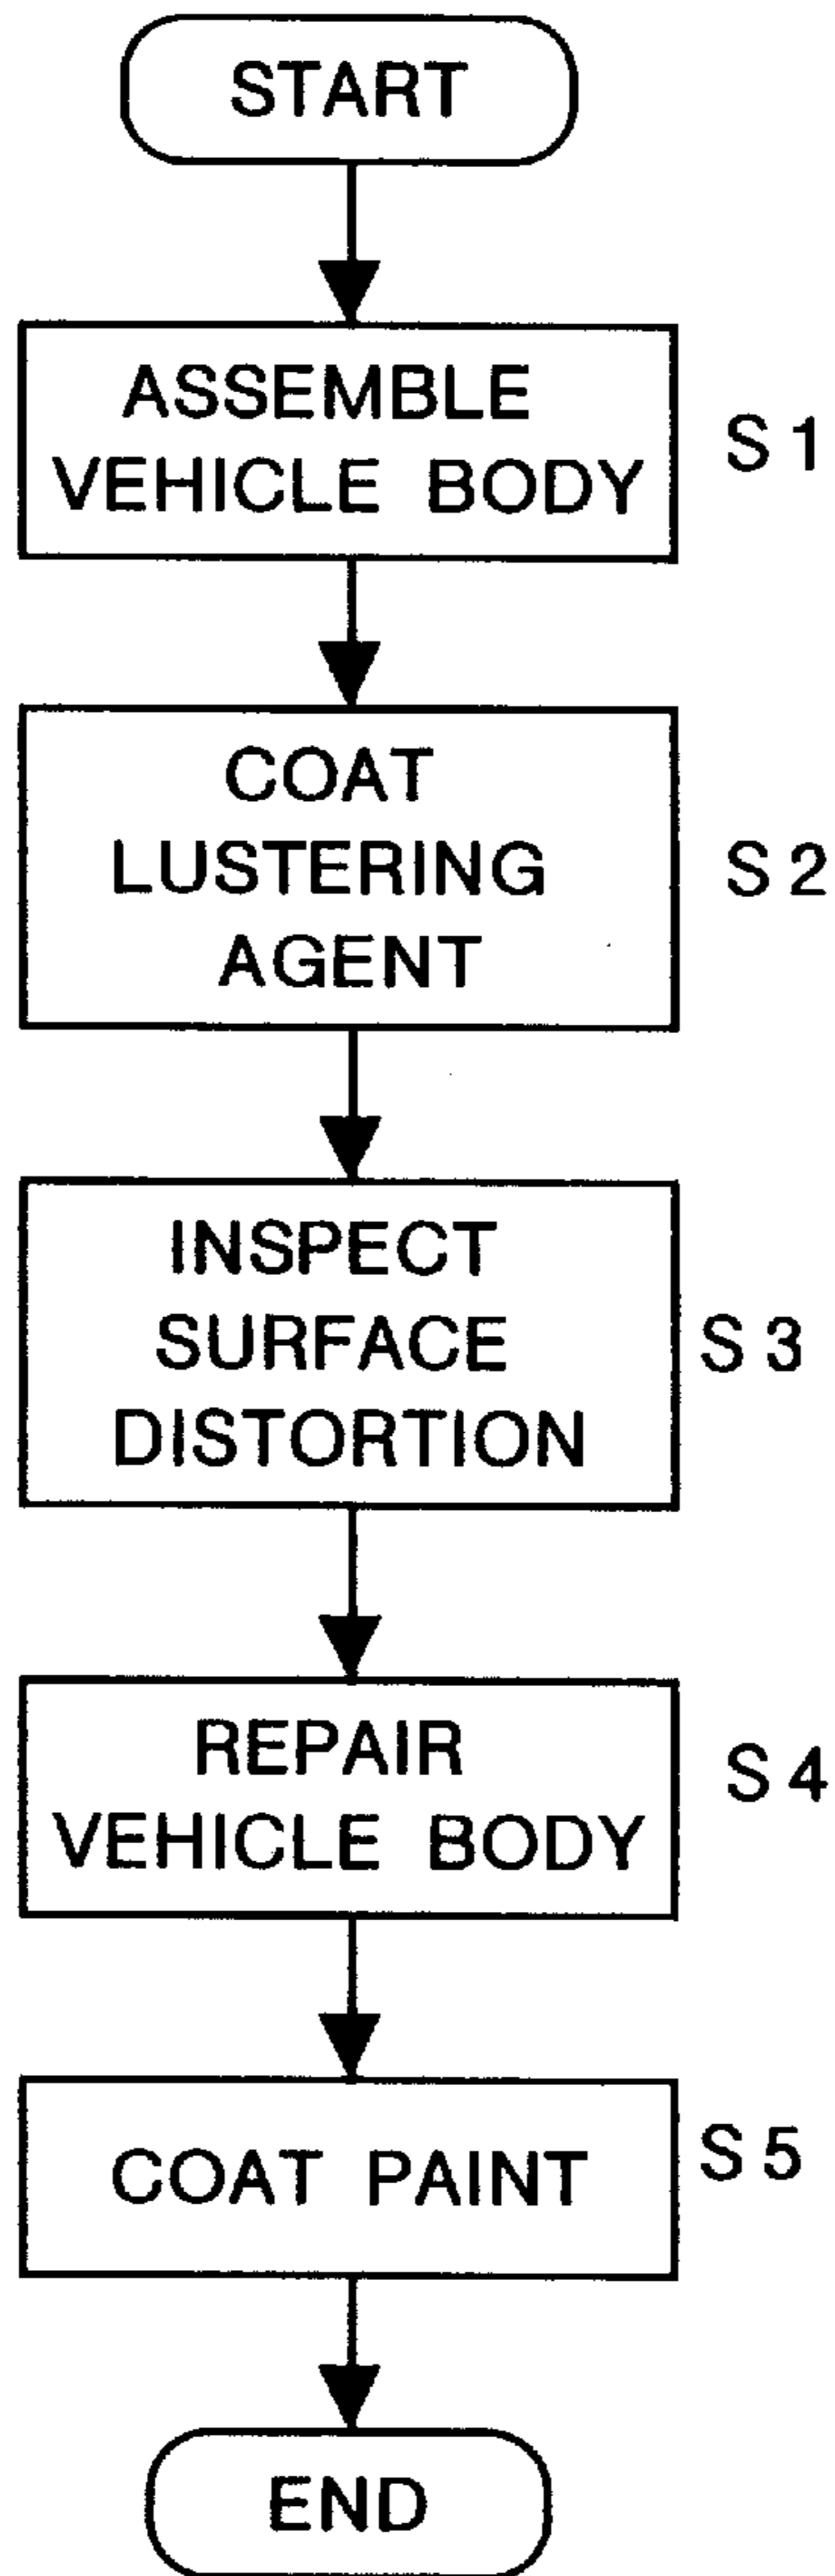 START
ASSEMBLE
VEHICLE BODY
S1
COAT
LUSTERING
AGENT
S2
INSPECT
SURFACE
DISTORTION
S3
REPAIR
VEHICLE BODY
S4
COAT PAINT
S5
END